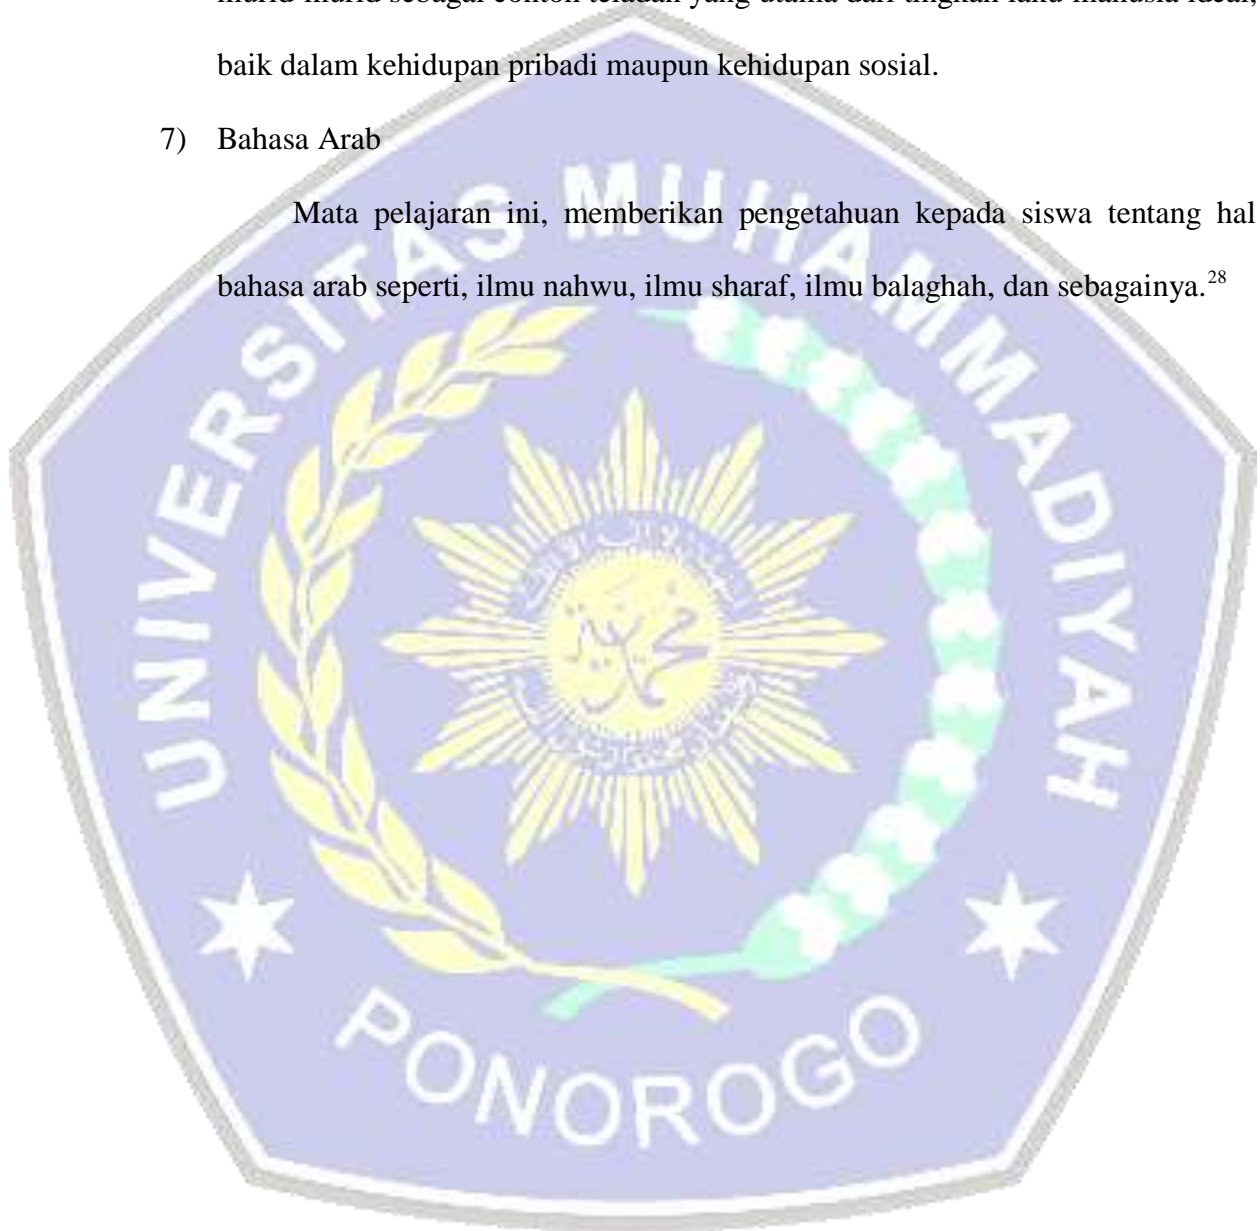 murid-murid sebagai contoh teladan yang utama dari tingkah laku manusia ideal,
baik dalam kehidupan pribadi maupun kehidupan sosial.
7) Bahasa Arab
Mata pelajaran ini, memberikan pengetahuan kepada siswa tentang hal
bahasa arab seperti, ilmu nahwu, ilmu sharaf, ilmu balaghah, dan sebagainya.28
UNIVERSITAS MUHAMMADIYAH
PONOROGO